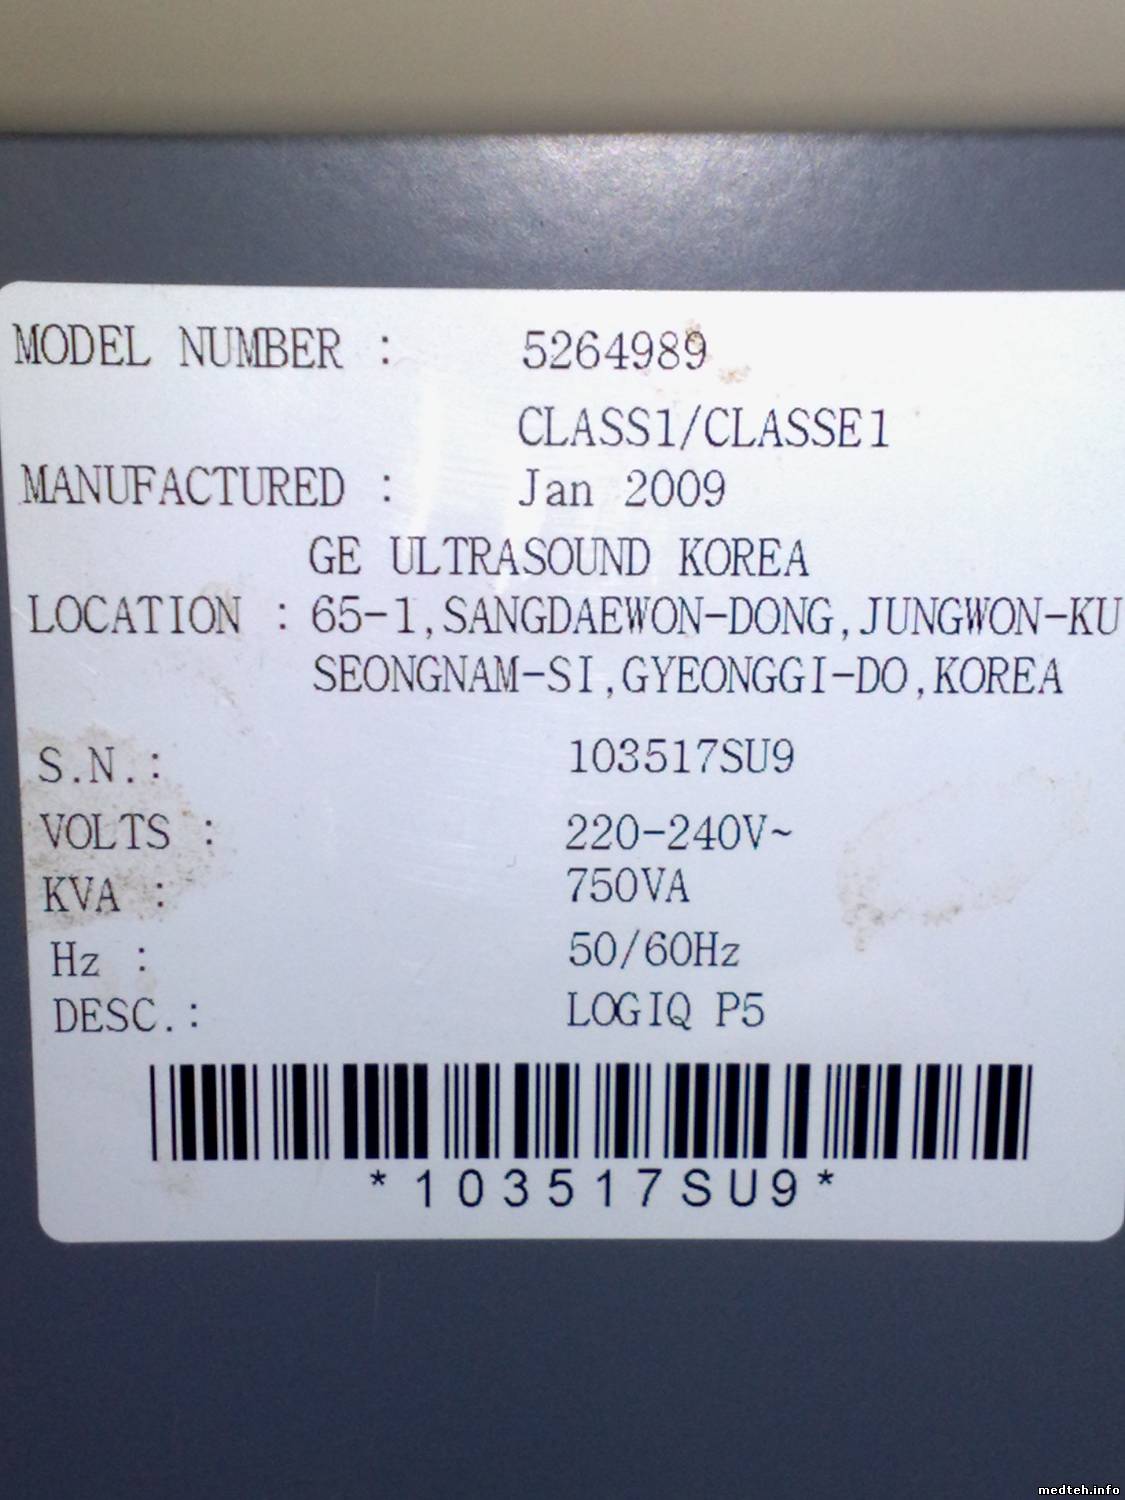 MODEL NUMBER : 5264989
CLASS1/CLASSE1
MANUFACTURED : Jan 2009
GE ULTRASOUND KOREA
LOCATION : 65-1,SANGDAEWON-DONG,JUNGWON-KU
SEONGNAM-SI,GYEONGGI-DO,KOREA
S.N.: 103517SU9
VOLTS : 220-240V~
KVA : 750VA
Hz : 50/60Hz
DESC.: LOGIQ P5
*103517SU9*
medteh.info